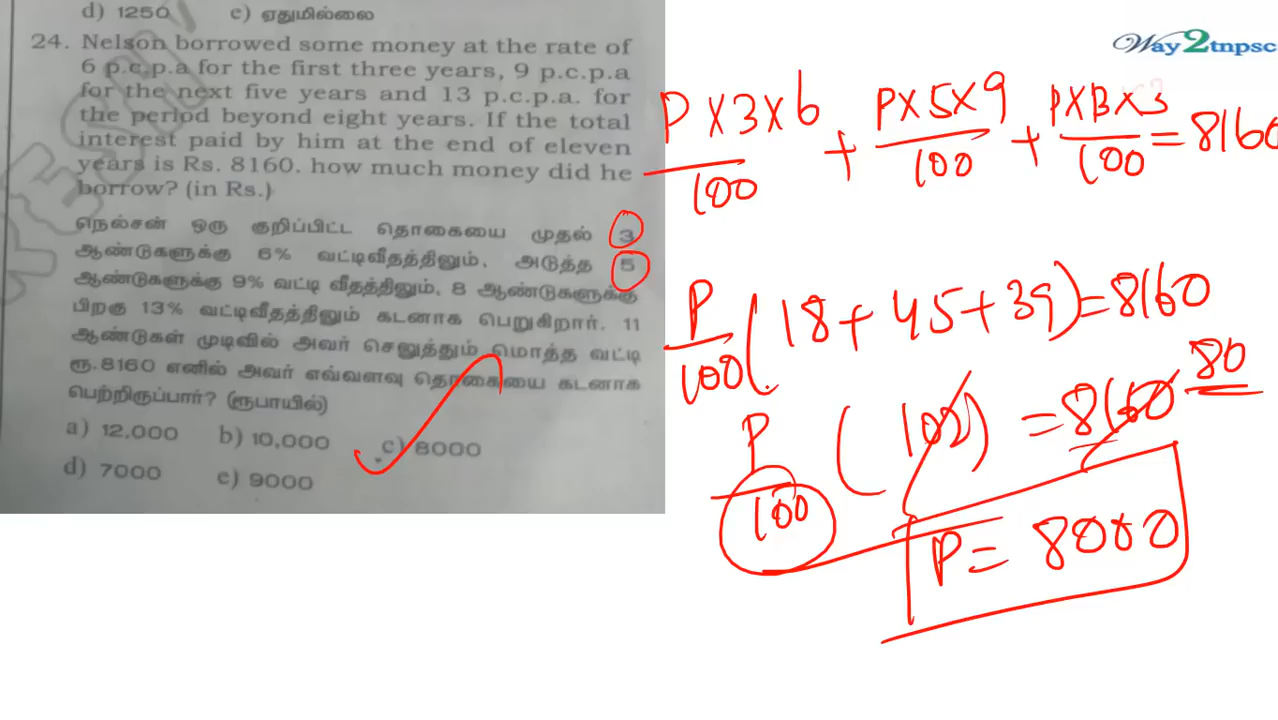 d) 1250 e) ஏதுமில்லை
24. Nelson borrowed some money at the rate of
6 p.c.p.a for the first three years, 9 p.c.p.a
for the next five years and 13 p.c.p.a. for
the period beyond eight years. If the total
interest paid by him at the end of eleven
years is Rs. 8160. how much money did he
borrow? (in Rs.)
நெல்சன் ஒரு குறிப்பிட்ட தொகையை முதல் 3
ஆண்டுகளுக்கு 6% வட்டிவீதத்திலும், அடுத்த 5
ஆண்டுகளுக்கு 9% வட்டி வீதத்திலும், 8 ஆண்டுகளுக்கு
பிறகு 13% வட்டிவீதத்திலும் கடனாக பெறுகிறார். 11
ஆண்டுகள் முடிவில் அவர் செலுத்தும் மொத்த வட்டி
ரூ.8160 எனில் அவர் எவ்வளவு தொகையை கடனாக
பெற்றிருப்பார்? (ரூபாயில்)
a) 12,000 b) 10,000 c) 8000
d) 7000 e) 9000
Way2tnpsc
P×3×6 + P×5×9 + P×13×3 = 8160
100 100 100
P (18+45+39) = 8160
100
80
P (102) = 8160
100
P = 8000